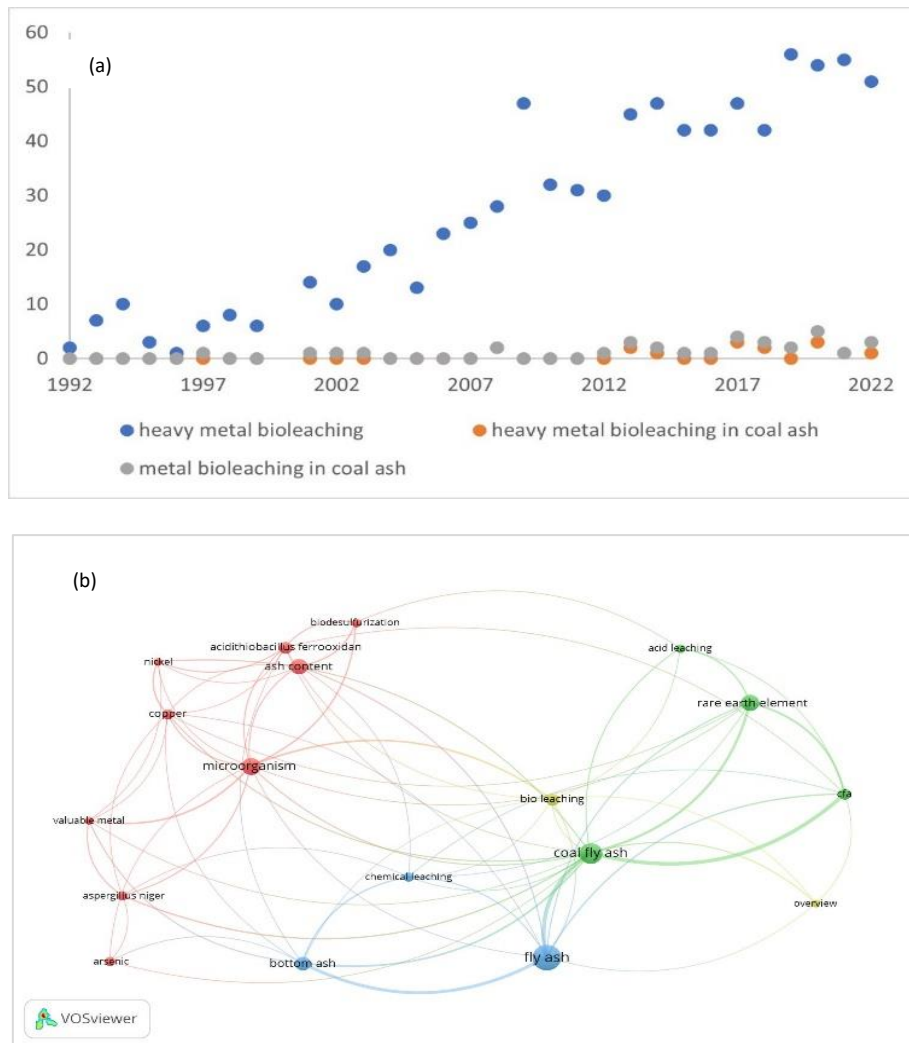 60
(a)
50
40
30
20
10
0
1992 1997 2002 2007 2012 2017 2022
heavy metal bioleaching heavy metal bioleaching in coal ash
metal bioleaching in coal ash
(b)
biodesulfurization
acidithiobacillus ferrooxidan
acid leaching
nickel
ash content
rare earth element
copper
microorganism
bio leaching
cfa
valuable metal
coal fly ash
chemical leaching
aspergillus niger
overview
arsenic
bottom ash
fly ash
VOSviewer